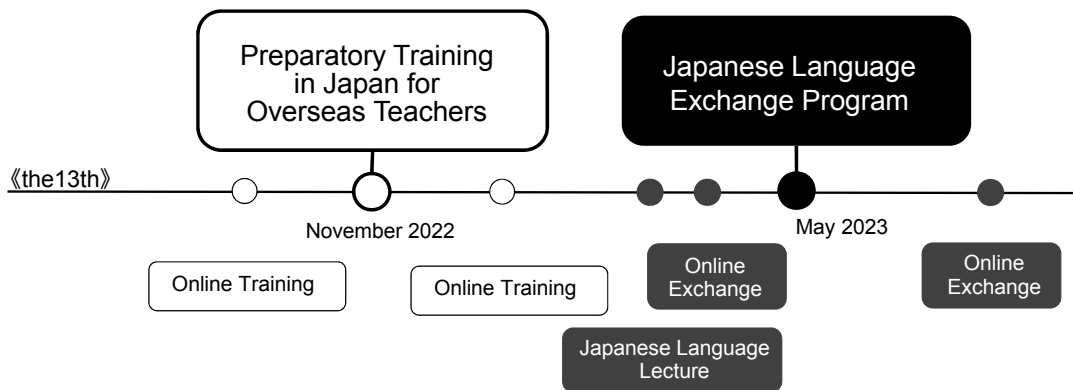 Preparatory Training
in Japan for
Overseas Teachers
Japanese Language
Exchange Program
《the13th》
November 2022
May 2023
Online Training
Online Training
Online
Exchange
Online
Exchange
Japanese Language
Lecture